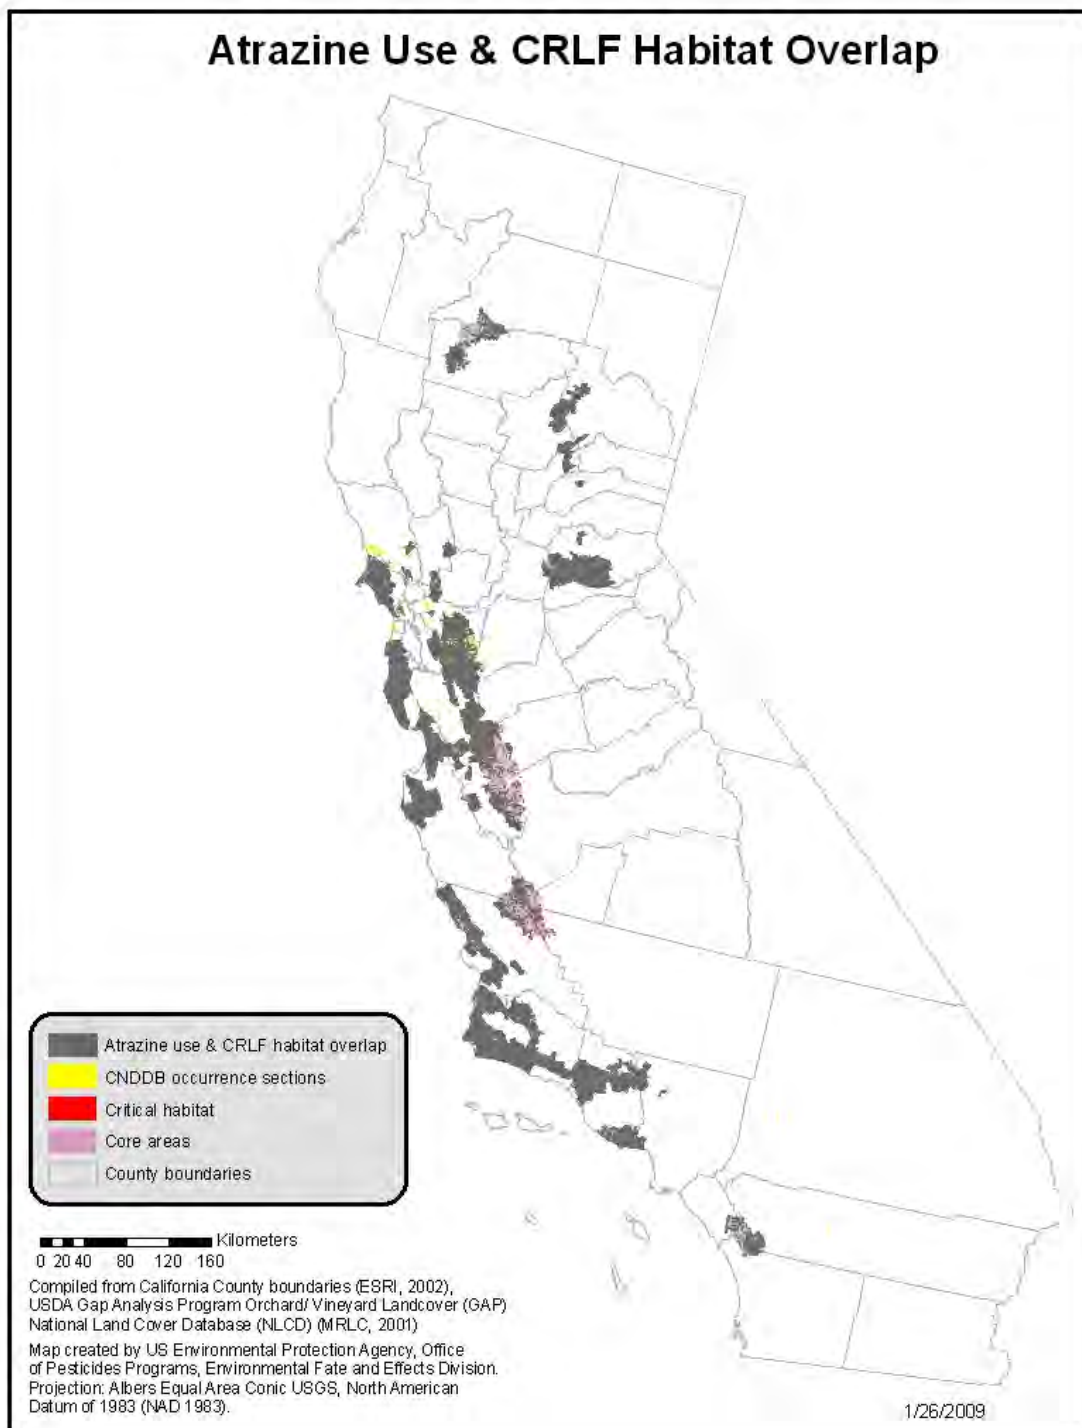 Atrazine Use & CRLF Habitat Overlap
Atrazine use & CRLF habitat overlap
CNDDB occurrence sections
Critical habitat
Core areas
County boundaries
Kilometers
0 20 40 80 120 160
Compiled from California County boundaries (ESRI, 2002),
USDA Gap Analysis Program Orchard/ Vineyard Landcover (GAP)
National Land Cover Database (NLCD) (MRLC, 2001)
Map created by US Environmental Protection Agency, Office
of Pesticides Programs, Environmental Fate and Effects Division.
Projection: Albers Equal Area Conic USGS, North American
Datum of 1983 (NAD 1983).
1/26/2009